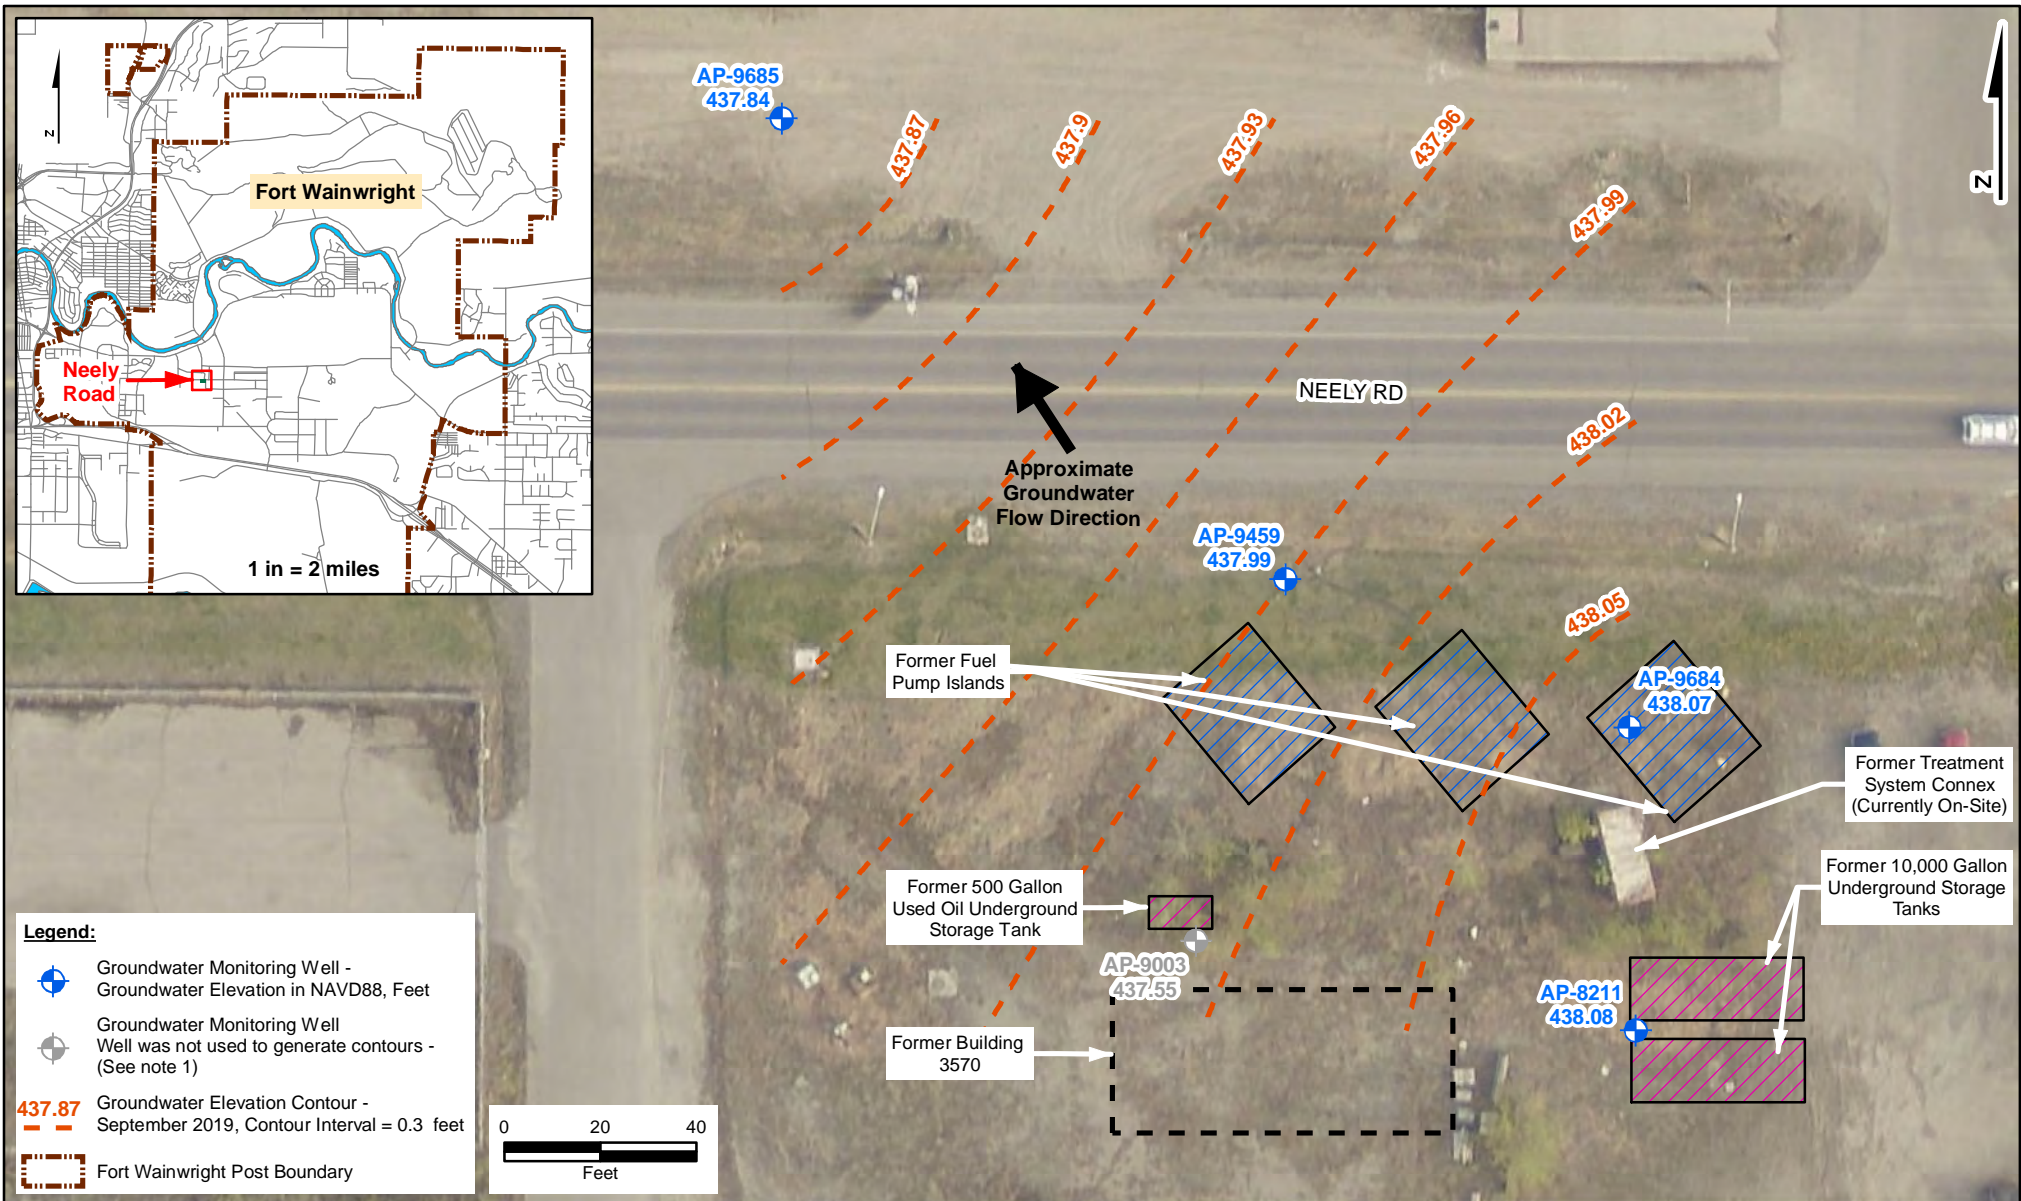 Fort Wainwright
Neely
Road
1 in = 2 miles
N
AP-9685
437.84
437.87
437.9
437.93
437.96
437.99
N
NEELY RD
438.02
Approximate
Groundwater
Flow Direction
AP-9459
437.99
438.05
Former Fuel
Pump Islands
AP-9684
438.07
Former Treatment
System Connex
(Currently On-Site)
Former 10,000 Gallon
Underground Storage
Tanks
Former 500 Gallon
Used Oil Underground
Storage Tank
AP-9003
437.55
AP-8211
438.08
Former Building
3570
Legend:
Groundwater Monitoring Well -
Groundwater Elevation in NAVD88, Feet
Groundwater Monitoring Well
Well was not used to generate contours -
(See note 1)
437.87
Groundwater Elevation Contour -
September 2019, Contour Interval = 0.3 feet
Fort Wainwright Post Boundary
0 20 40
Feet